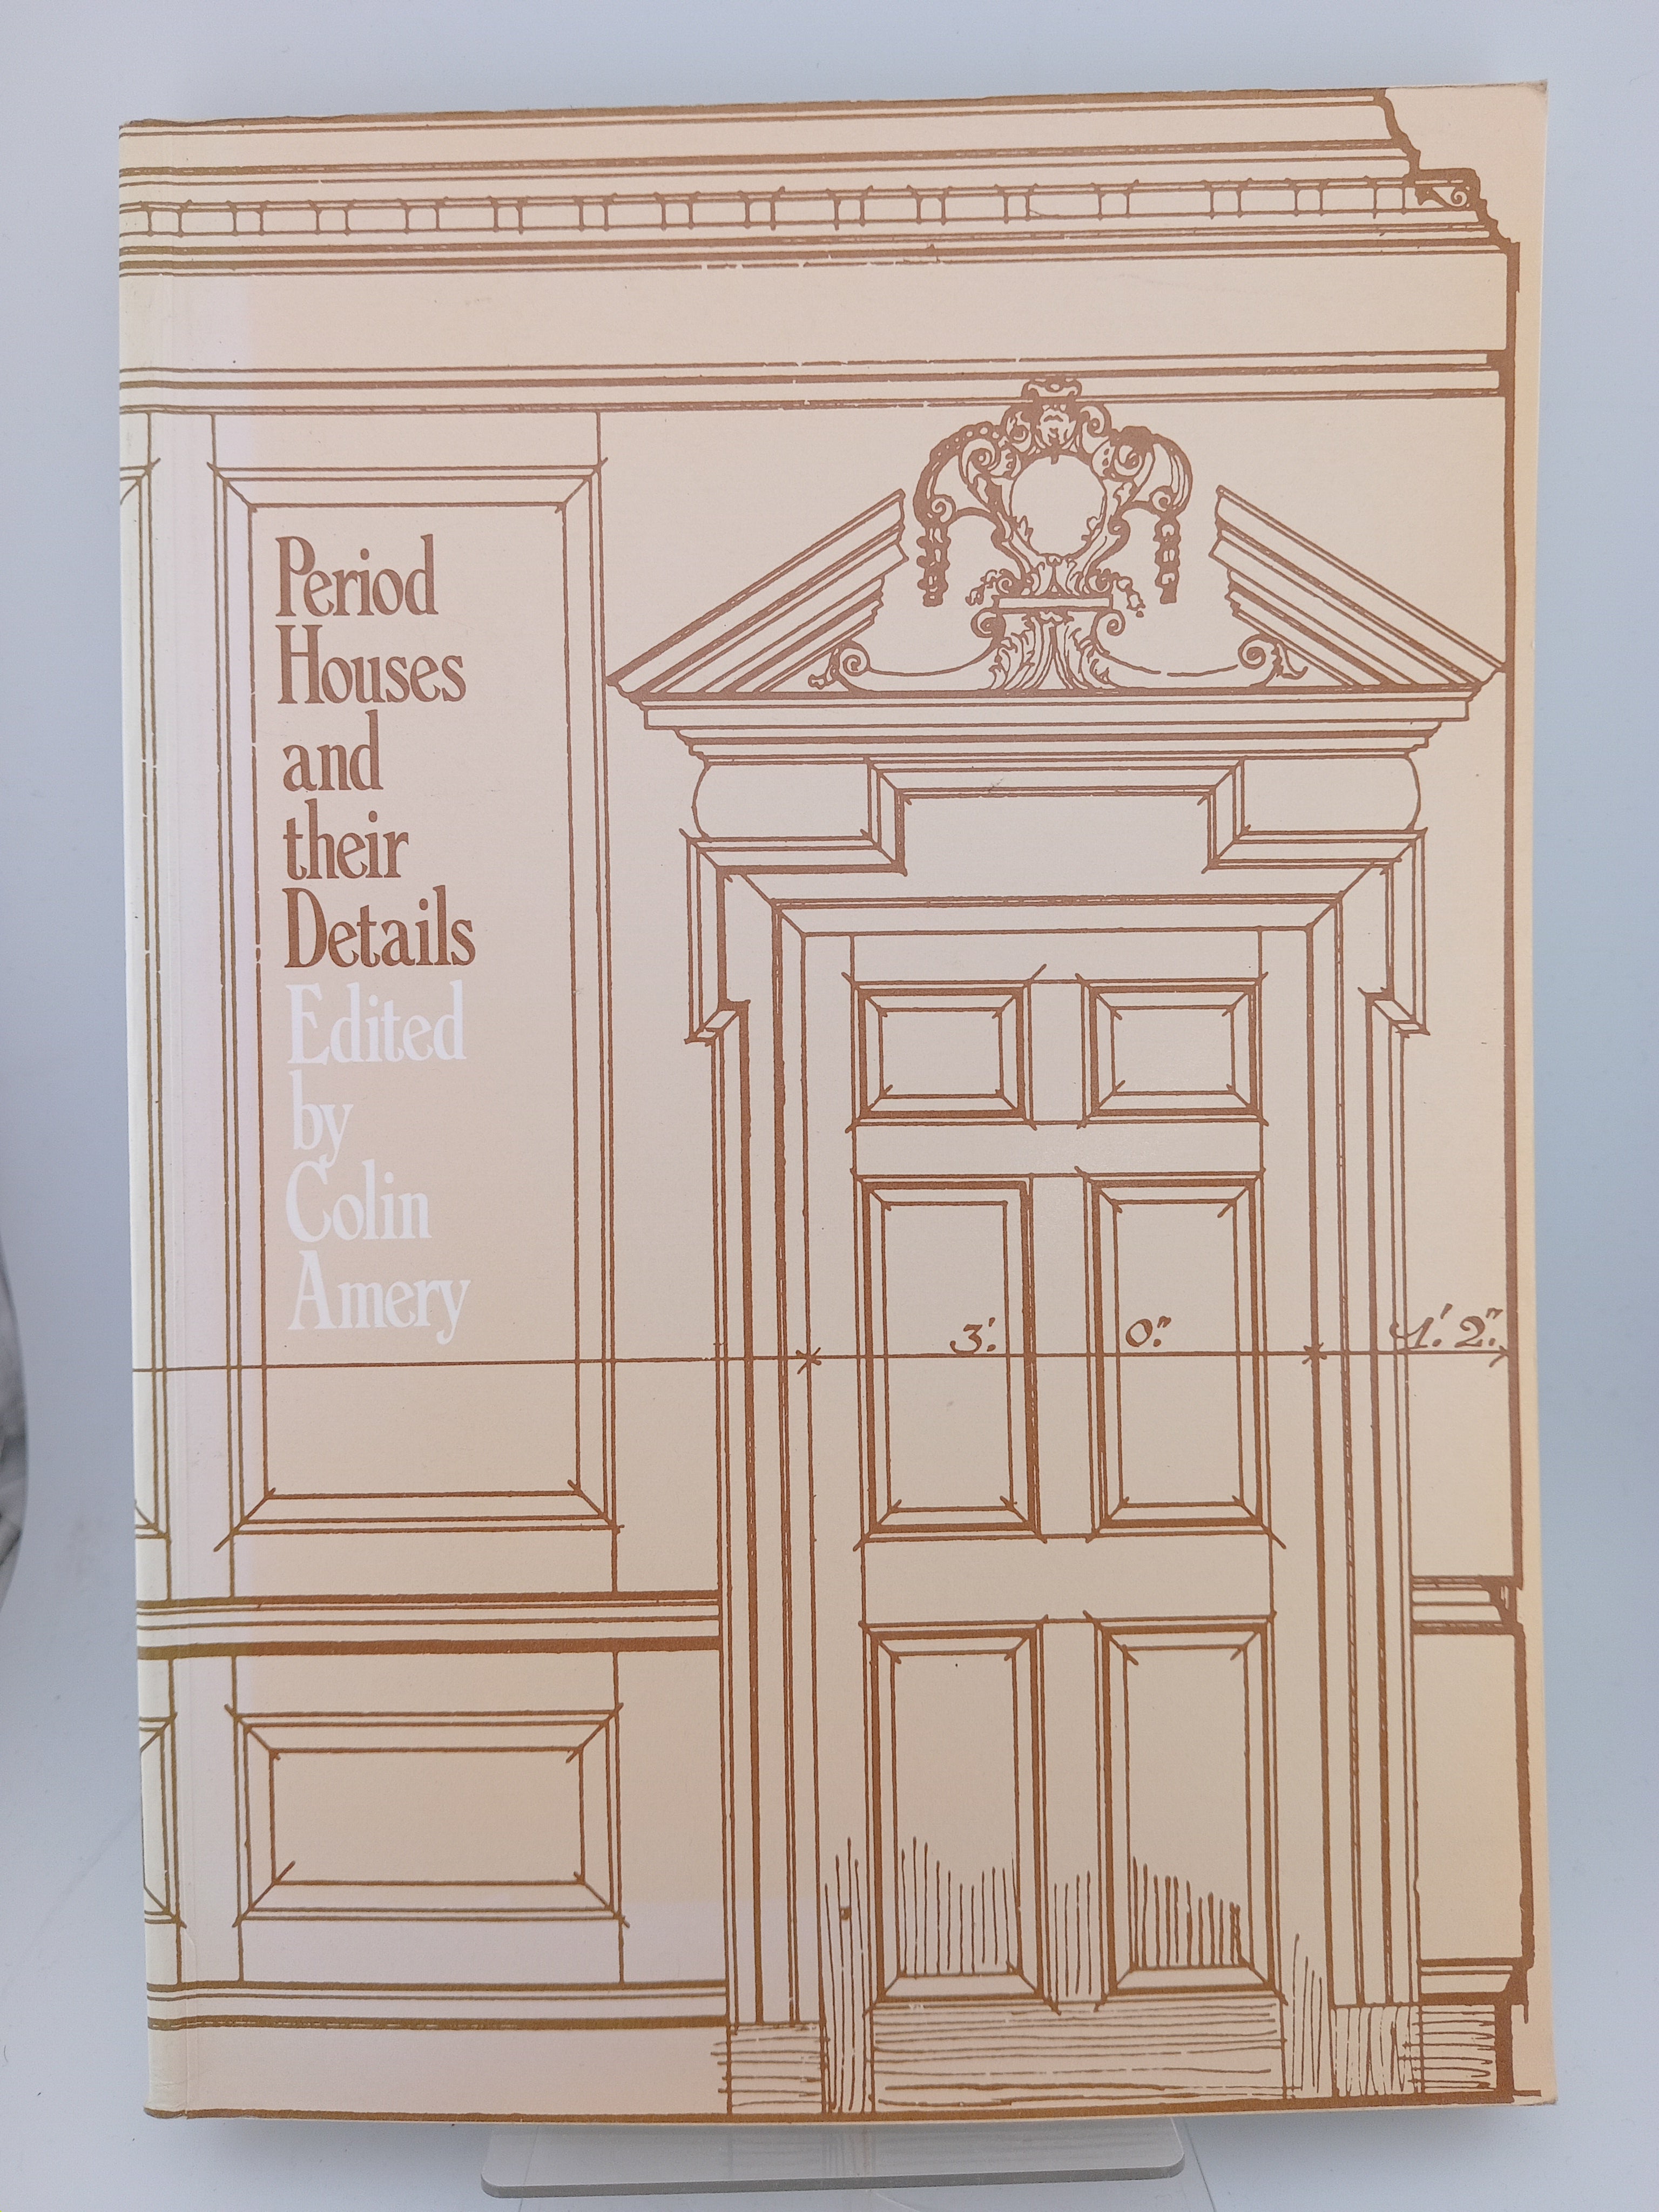 Period
Houses
and
their
Details
Edited
by
Colin
Amery
3'. 0."
1'. 2".